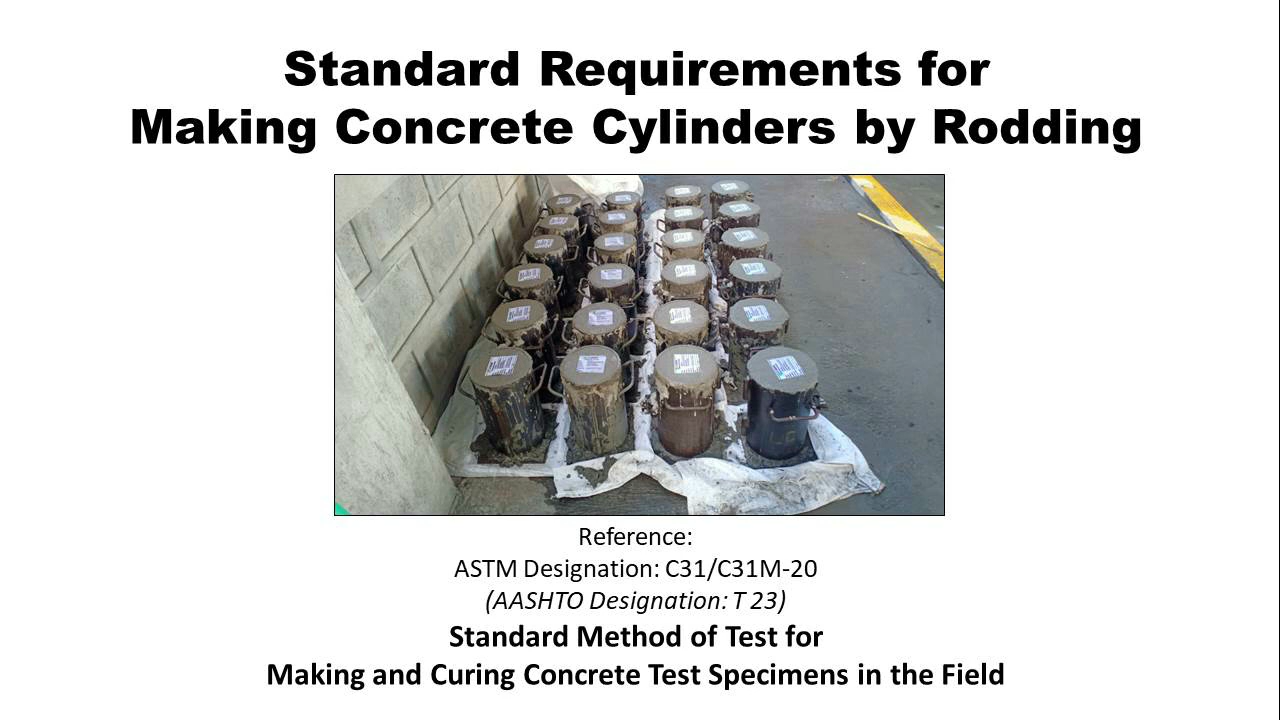 Standard Requirements for
Making Concrete Cylinders by Rodding
Reference:
ASTM Designation: C31/C31M-20
(AASHTO Designation: T 23)
Standard Method of Test for
Making and Curing Concrete Test Specimens in the Field